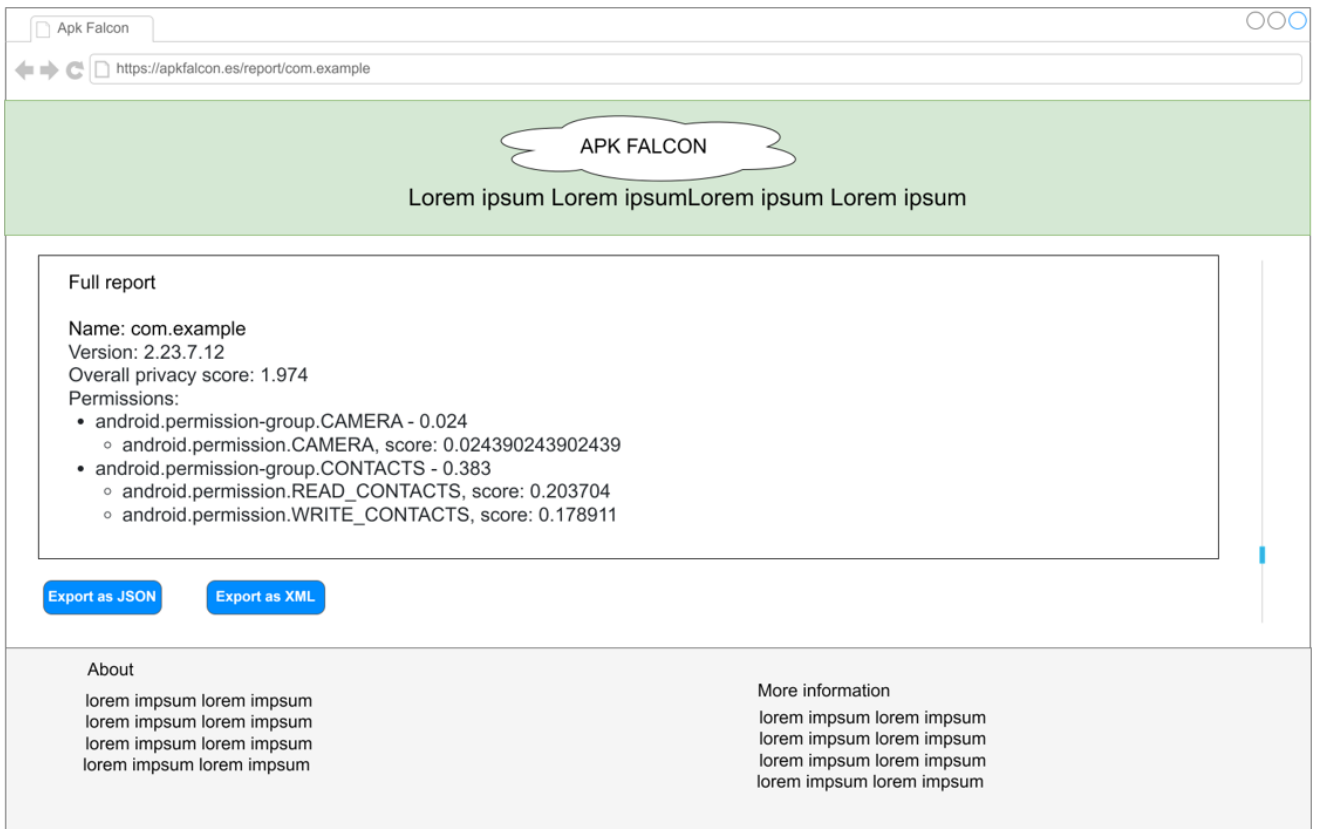 Apk Falcon
https://apkfalcon.es/report/com.example
APK FALCON
Lorem ipsum Lorem ipsumLorem ipsum Lorem ipsum
Full report
Name: com.example
Version: 2.23.7.12
Overall privacy score: 1.974
Permissions:
• android.permission-group.CAMERA - 0.024
◦ android.permission.CAMERA, score: 0.024390243902439
• android.permission-group.CONTACTS - 0.383
◦ android.permission.READ_CONTACTS, score: 0.203704
◦ android.permission.WRITE_CONTACTS, score: 0.178911
Export as JSON
Export as XML
About
lorem impsum lorem impsum
lorem impsum lorem impsum
lorem impsum lorem impsum
lorem impsum lorem impsum
More information
lorem impsum lorem impsum
lorem impsum lorem impsum
lorem impsum lorem impsum
lorem impsum lorem impsum